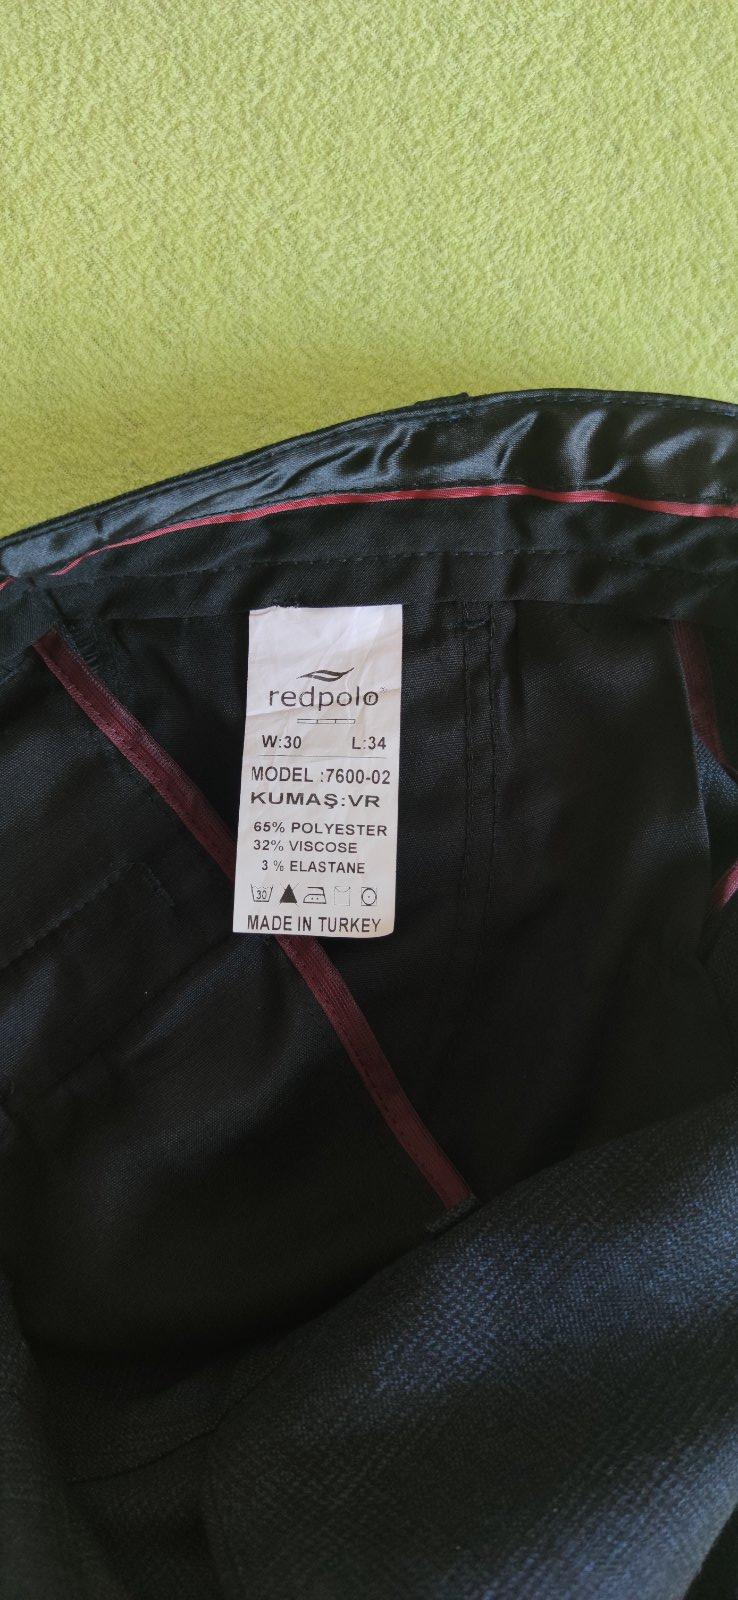 redpolo
W:30 L:34
MODEL :7600-02
KUMAŞ:VR
65% POLYESTER
32% VISCOSE
3 % ELASTANE
30
MADE IN TURKEY